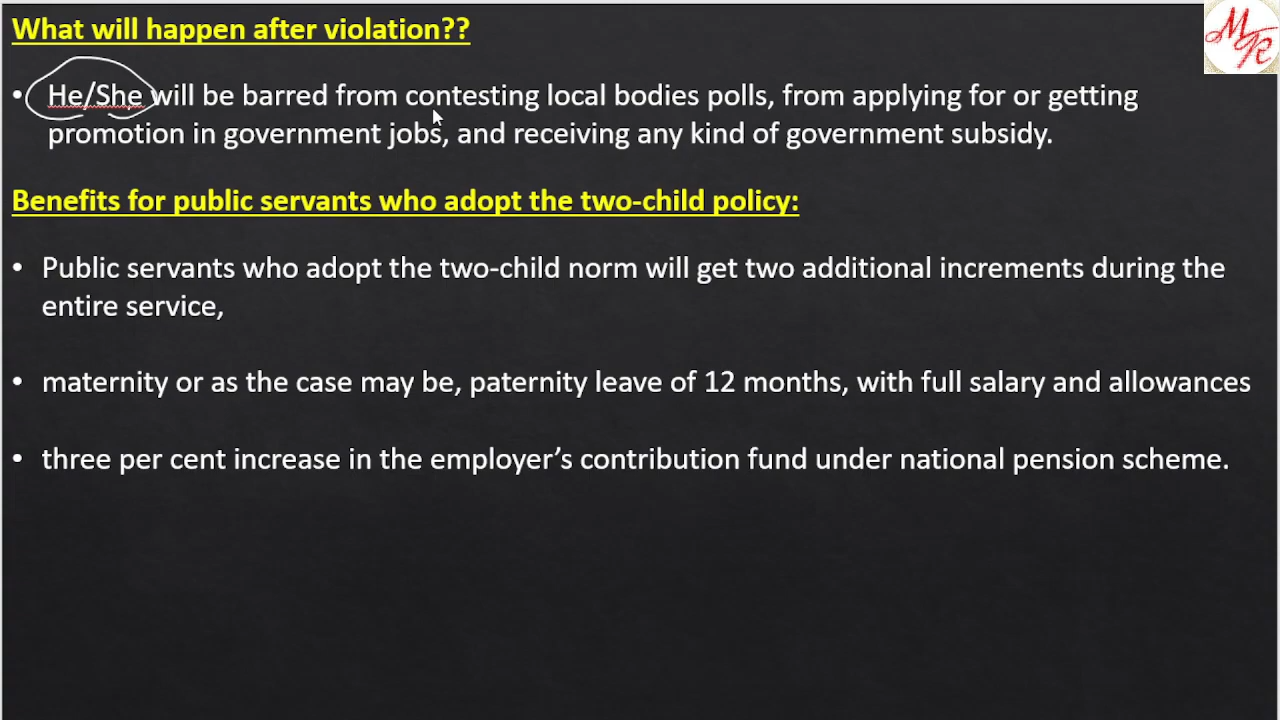 What will happen after violation??
MR
• He/She will be barred from contesting local bodies polls, from applying for or getting
promotion in government jobs, and receiving any kind of government subsidy.
Benefits for public servants who adopt the two-child policy:
• Public servants who adopt the two-child norm will get two additional increments during the
entire service,
• maternity or as the case may be, paternity leave of 12 months, with full salary and allowances
• three per cent increase in the employer’s contribution fund under national pension scheme.